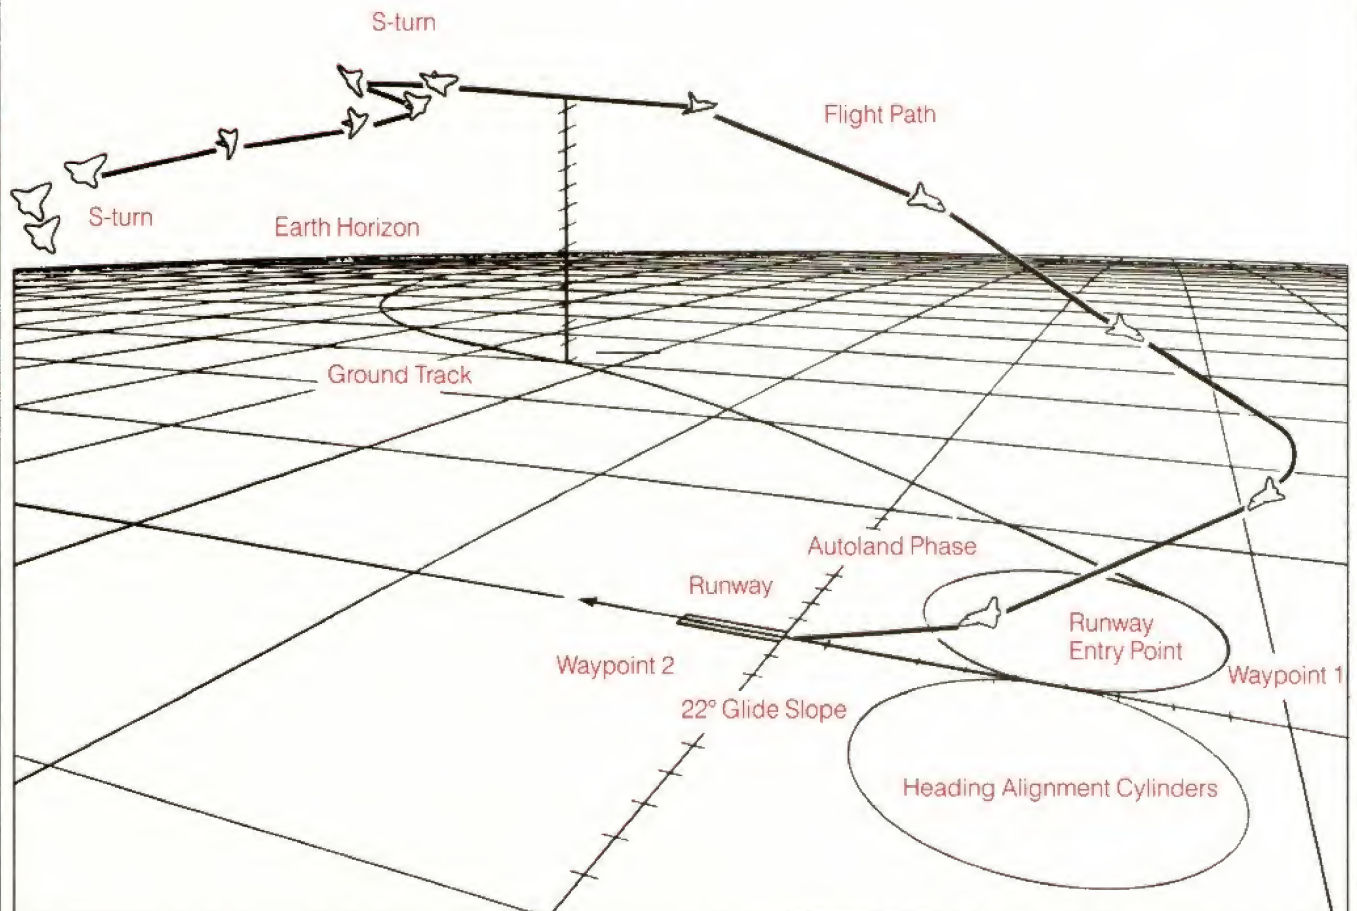 S-turn
Flight Path
S-turn
Earth Horizon
Ground Track
Autoland Phase
Runway
Runway
Entry Point
Waypoint 2
Waypoint 1
22° Glide Slope
Heading Alignment Cylinders